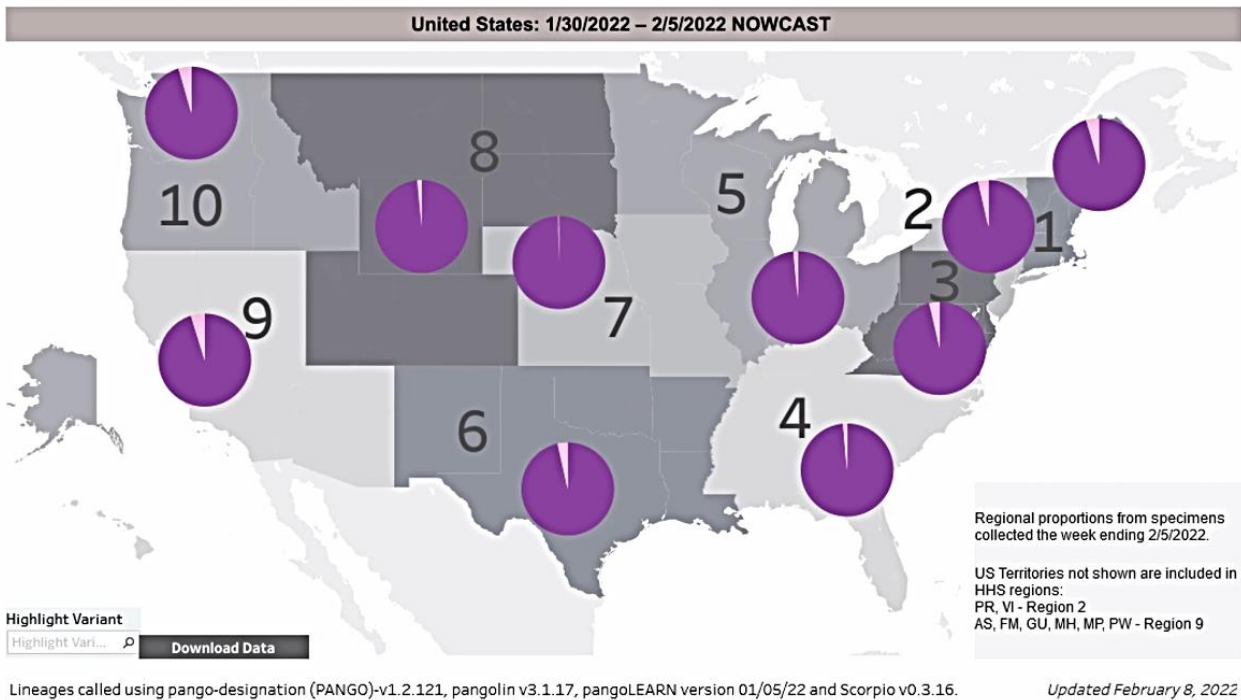 United States: 1/30/2022 – 2/5/2022 NOWCAST
8
10
5
2
1
3
9
7
4
6
Regional proportions from specimens
collected the week ending 2/5/2022.
US Territories not shown are included in
HHS regions:
PR, VI - Region 2
AS, FM, GU, MH, MP, PW - Region 9
Highlight Variant
Highlight Vari...
Download Data
Lineages called using pango-designation (PANGO)-v1.2.121, pangolin v3.1.17, pangoLEARN version 01/05/22 and Scorpio v0.3.16.
Updated February 8, 2022